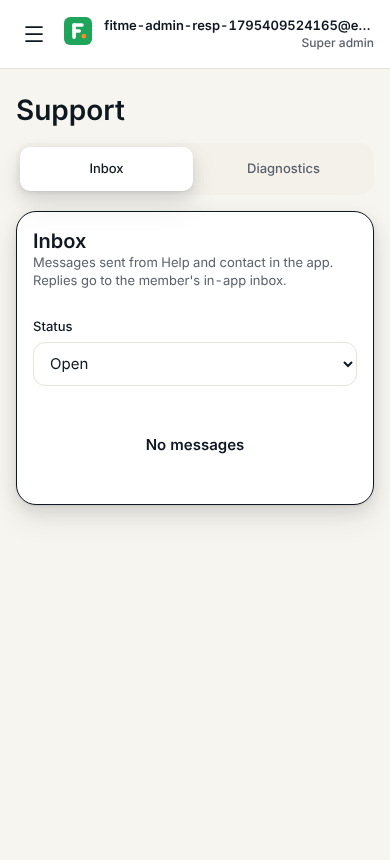 F.
fitme-admin-resp-1795409524165@e...
Super admin
Support
Inbox
Diagnostics
Inbox
Messages sent from Help and contact in the app.
Replies go to the member's in-app inbox.
Status
Open
No messages